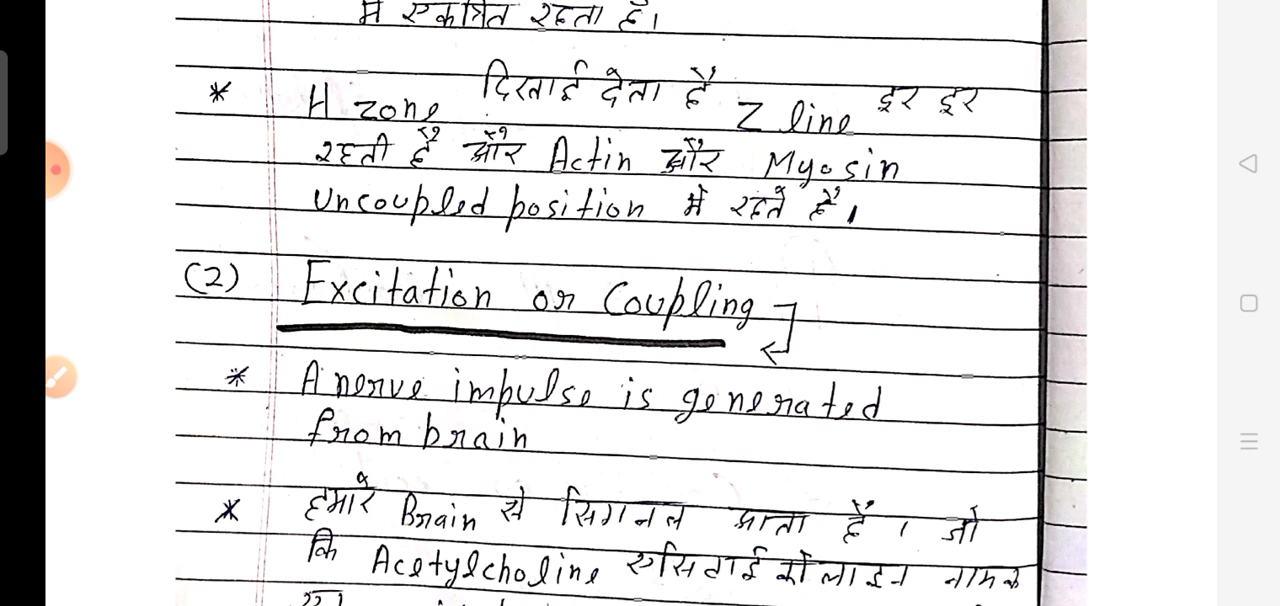 में एकत्रित रहता है।
* H zone दिखाई देता है Z line दूर दूर
रहती है और Actin और Myosin
Uncoupled position में रहते हैं।
(2) Excitation or Coupling
* A nerve impulse is generated
from brain
* हमारे Brain से सिगनल आता है । जो
कि Acetylcholine एसिटाईकोलाइन नामक